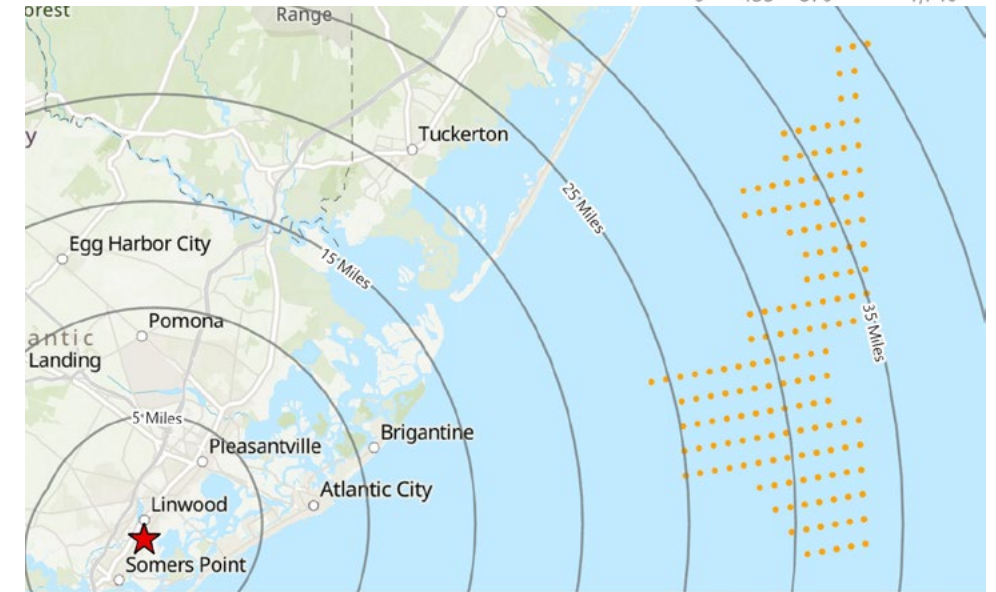 orest
Range
Tuckerton
25 Miles
Egg Harbor City
15 Miles
Pomona
antic
Landing
35 Miles
5 Miles
Pleasantville
Brigantine
Linwood
Atlantic City
Somers Point